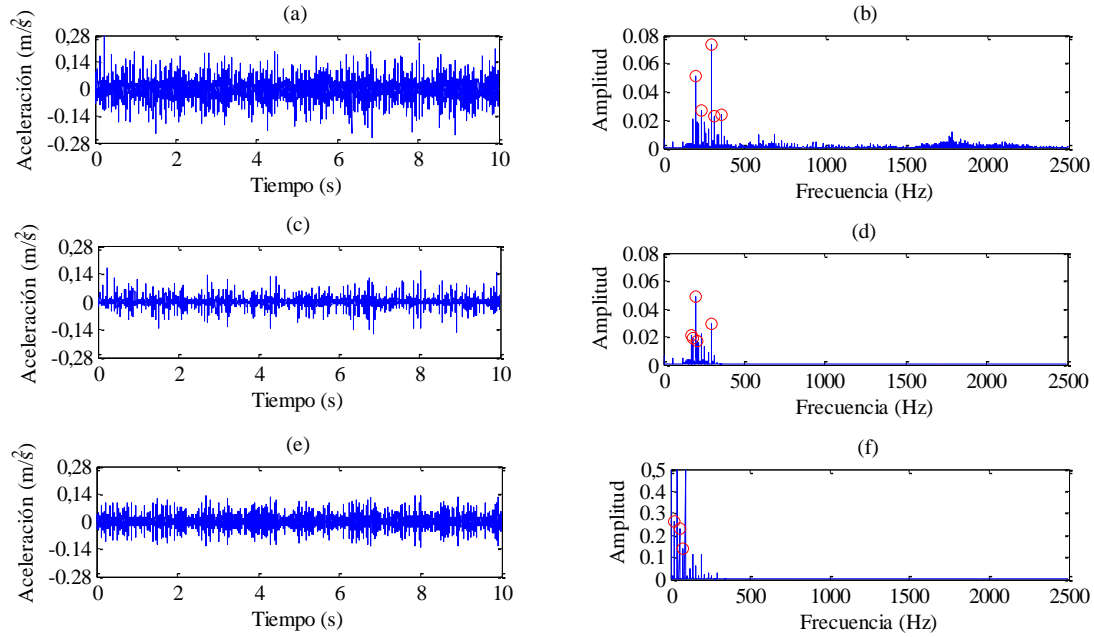 (a)
Aceleración (m/s²)
0,28
0,14
0
-0.14
-0.28
0 2 4 6 8 10
Tiempo (s)
(b)
Amplitud
0.08
0.06
0.04
0.02
0
0 500 1000 1500 2000 2500
Frecuencia (Hz)
(c)
Aceleración (m/s²)
0,28
0,14
0
-0,14
-0,28
0 2 4 6 8 10
Tiempo (s)
(d)
Amplitud
0.08
0.06
0.04
0.02
0
0 500 1000 1500 2000 2500
Frecuencia (Hz)
(e)
Aceleración (m/s²)
0,28
0,14
0
-0.14
-0.28
0 2 4 6 8 10
Tiempo (s)
(f)
Amplitud
0,5
0.4
0.3
0.2
0.1
0
0 500 1000 1500 2000 2500
Frecuencia (Hz)